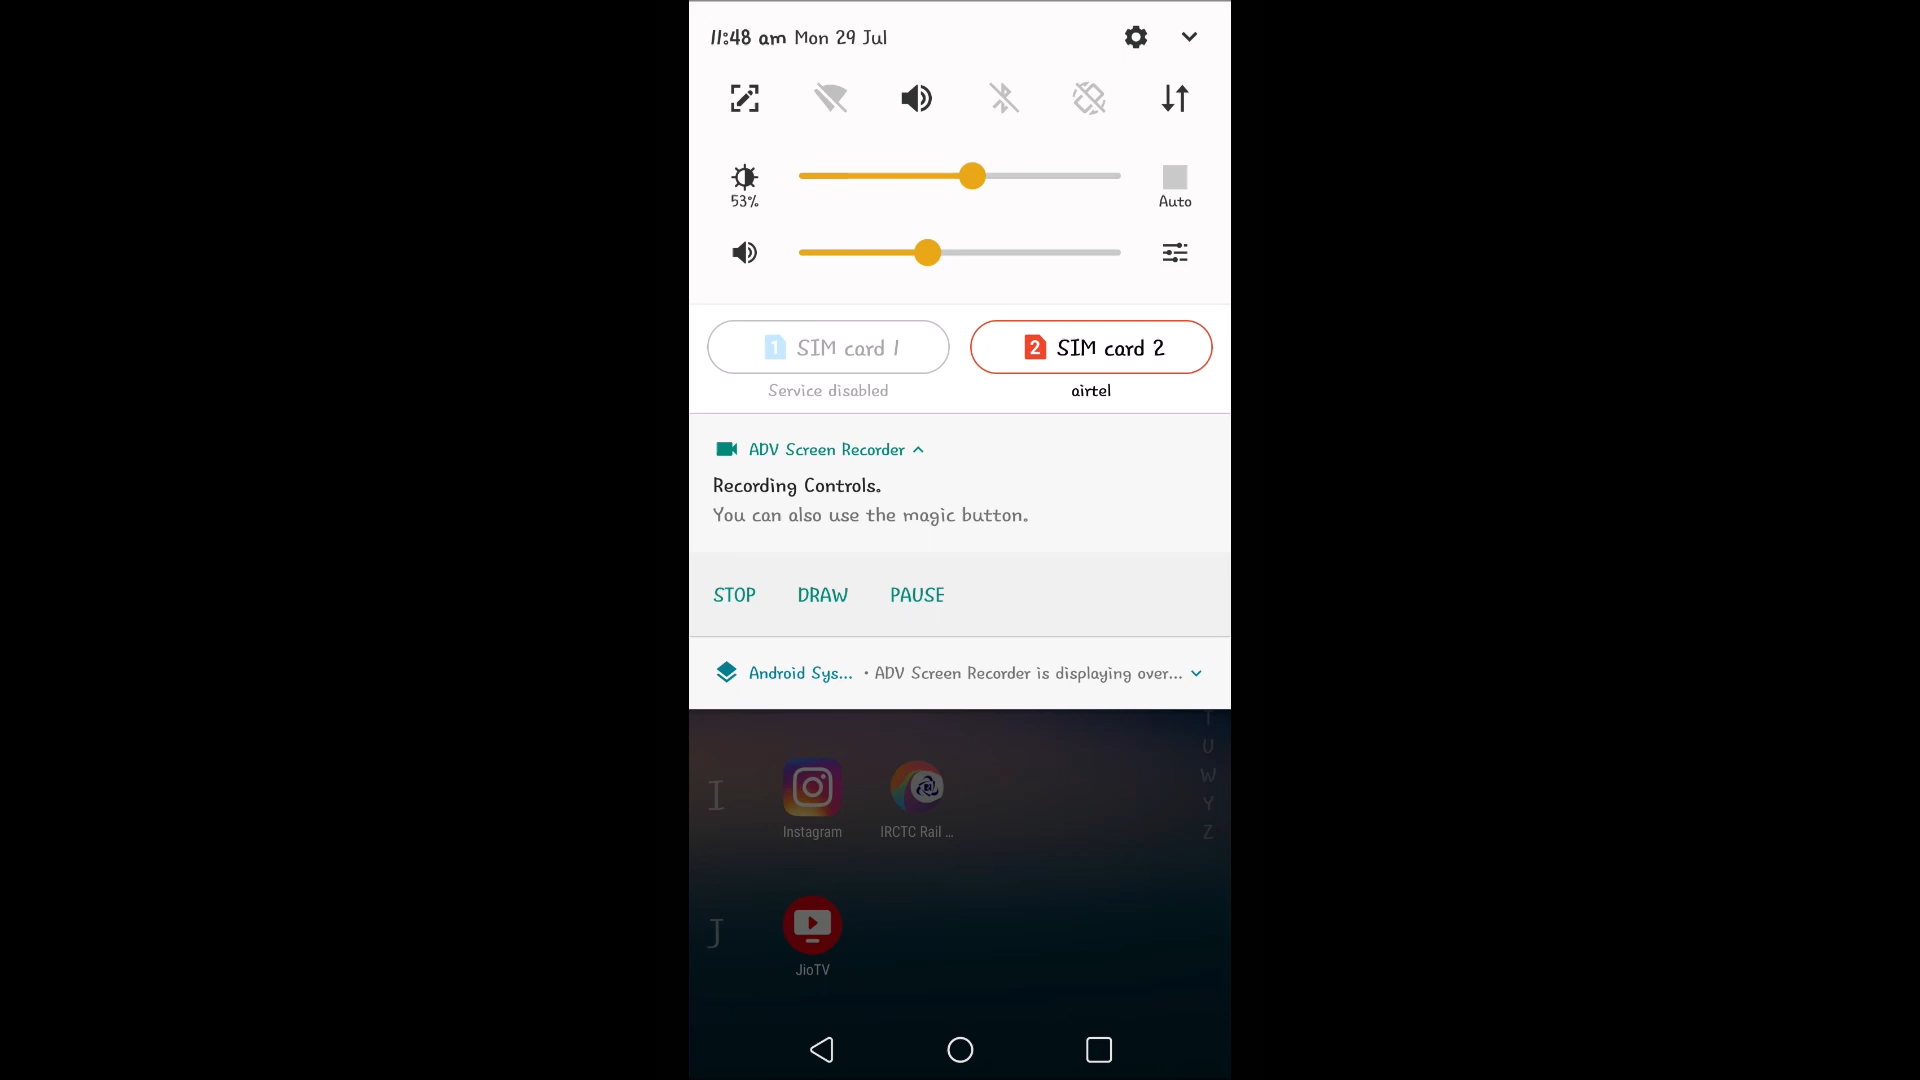 11:48 am Mon 29 Jul
53%
Auto
1 SIM card 1
2 SIM card 2
Service disabled
airtel
ADV Screen Recorder
Recording Controls.
You can also use the magic button.
STOP DRAW PAUSE
Android Sys... • ADV Screen Recorder is displaying over...
T
U
W
Y
Z
I
Instagram
IRCTC Rail ...
J
JioTV